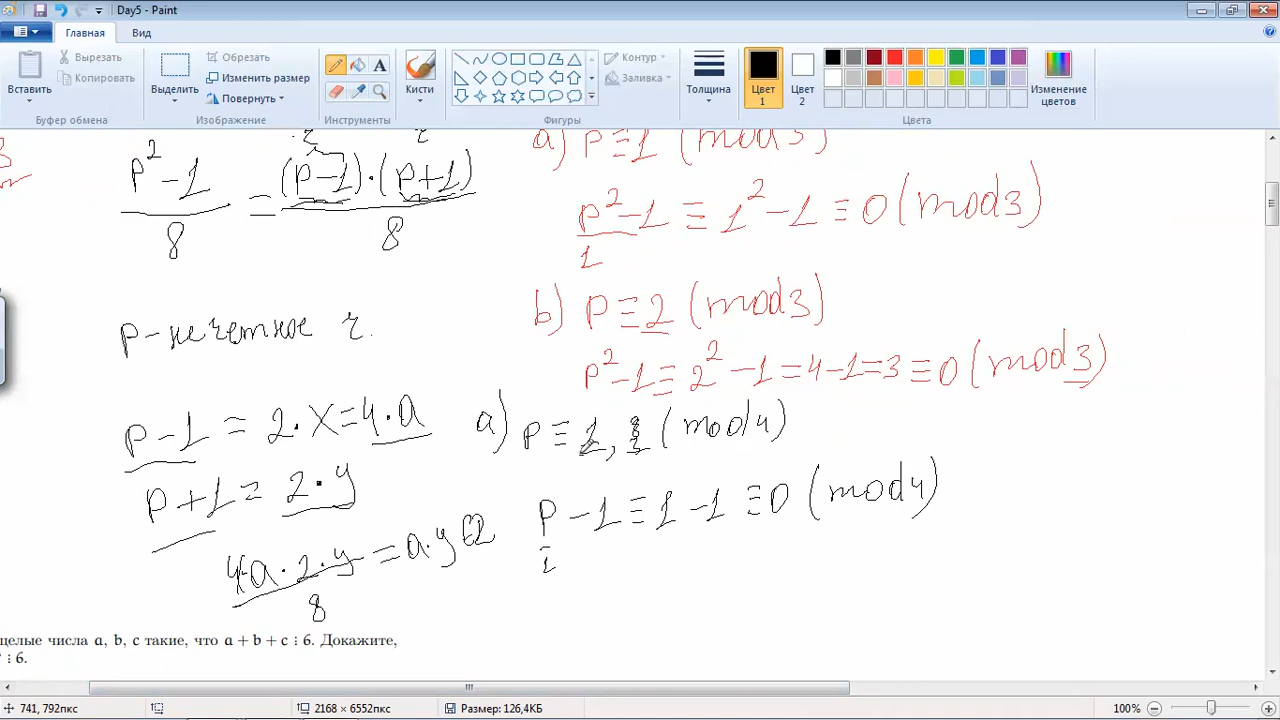 Day5 - Paint
Главная Вид
Вставить
Вырезать
Копировать
Буфер обмена
Выделить
Обрезать
Изменить размер
Повернуть
Изображение
A
Инструменты
Кисти
Контур
Заливка
Фигуры
Толщина
Цвет 1
Цвет 2
Изменение цветов
Цвета
a) p ≡ 1 (mod3)
p² - 1 / 8 = (p-1)·(p+1) / 8
p² - 1 ≡ 1² - 1 ≡ 0 (mod3)
1
b) p ≡ 2 (mod3)
p - нечетное ч.
p² - 1 ≡ 2² - 1 = 4 - 1 = 3 ≡ 0 (mod3)
p - 1 = 2·x = 4·a
a) p ≡ 1, 3 (mod4)
p + 1 = 2·y
p - 1 ≡ 1 - 1 ≡ 0 (mod4)
4a·2·y / 8 = a·y
целые числа a, b, c такие, что a + b + c ⋮ 6. Докажите,
⋮ 6.
741, 792пкс
2168 × 6552пкс
Размер: 126,4КБ
100%